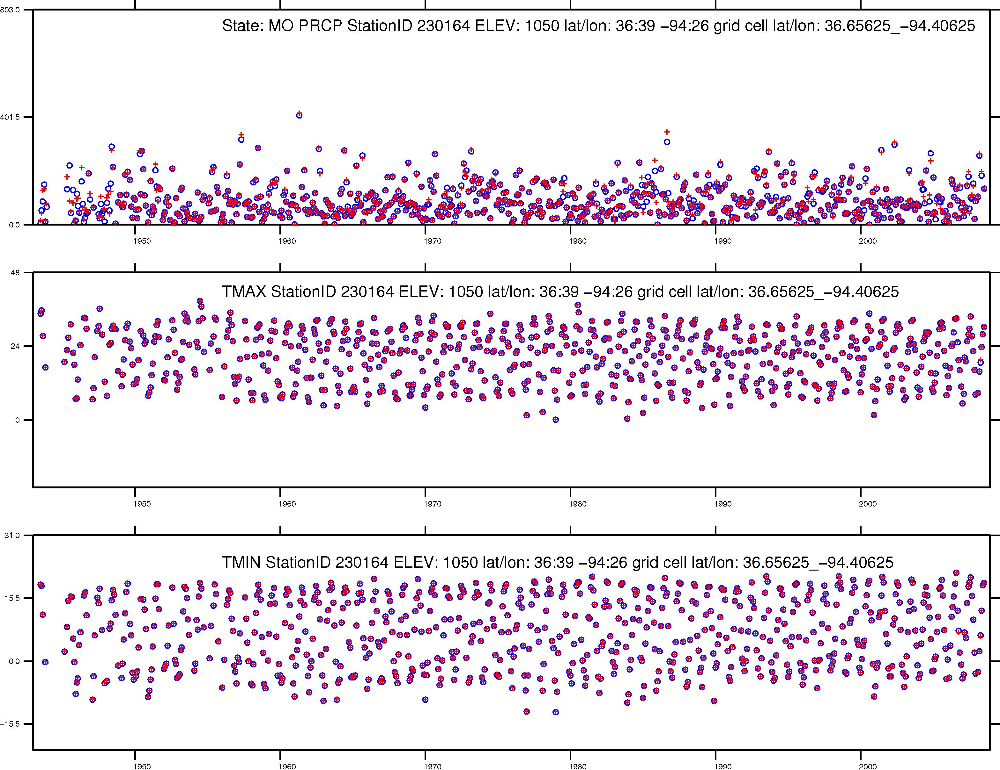 803.0
State: MO PRCP StationID 230164 ELEV: 1050 lat/lon: 36:39 −94:26 grid cell lat/lon: 36.65625_−94.40625
401.5
0.0
1950 1960 1970 1980 1990 2000
48
TMAX StationID 230164 ELEV: 1050 lat/lon: 36:39 −94:26 grid cell lat/lon: 36.65625_−94.40625
24
0
1950 1960 1970 1980 1990 2000
31.0
TMIN StationID 230164 ELEV: 1050 lat/lon: 36:39 −94:26 grid cell lat/lon: 36.65625_−94.40625
15.5
0.0
−15.5
1950 1960 1970 1980 1990 2000